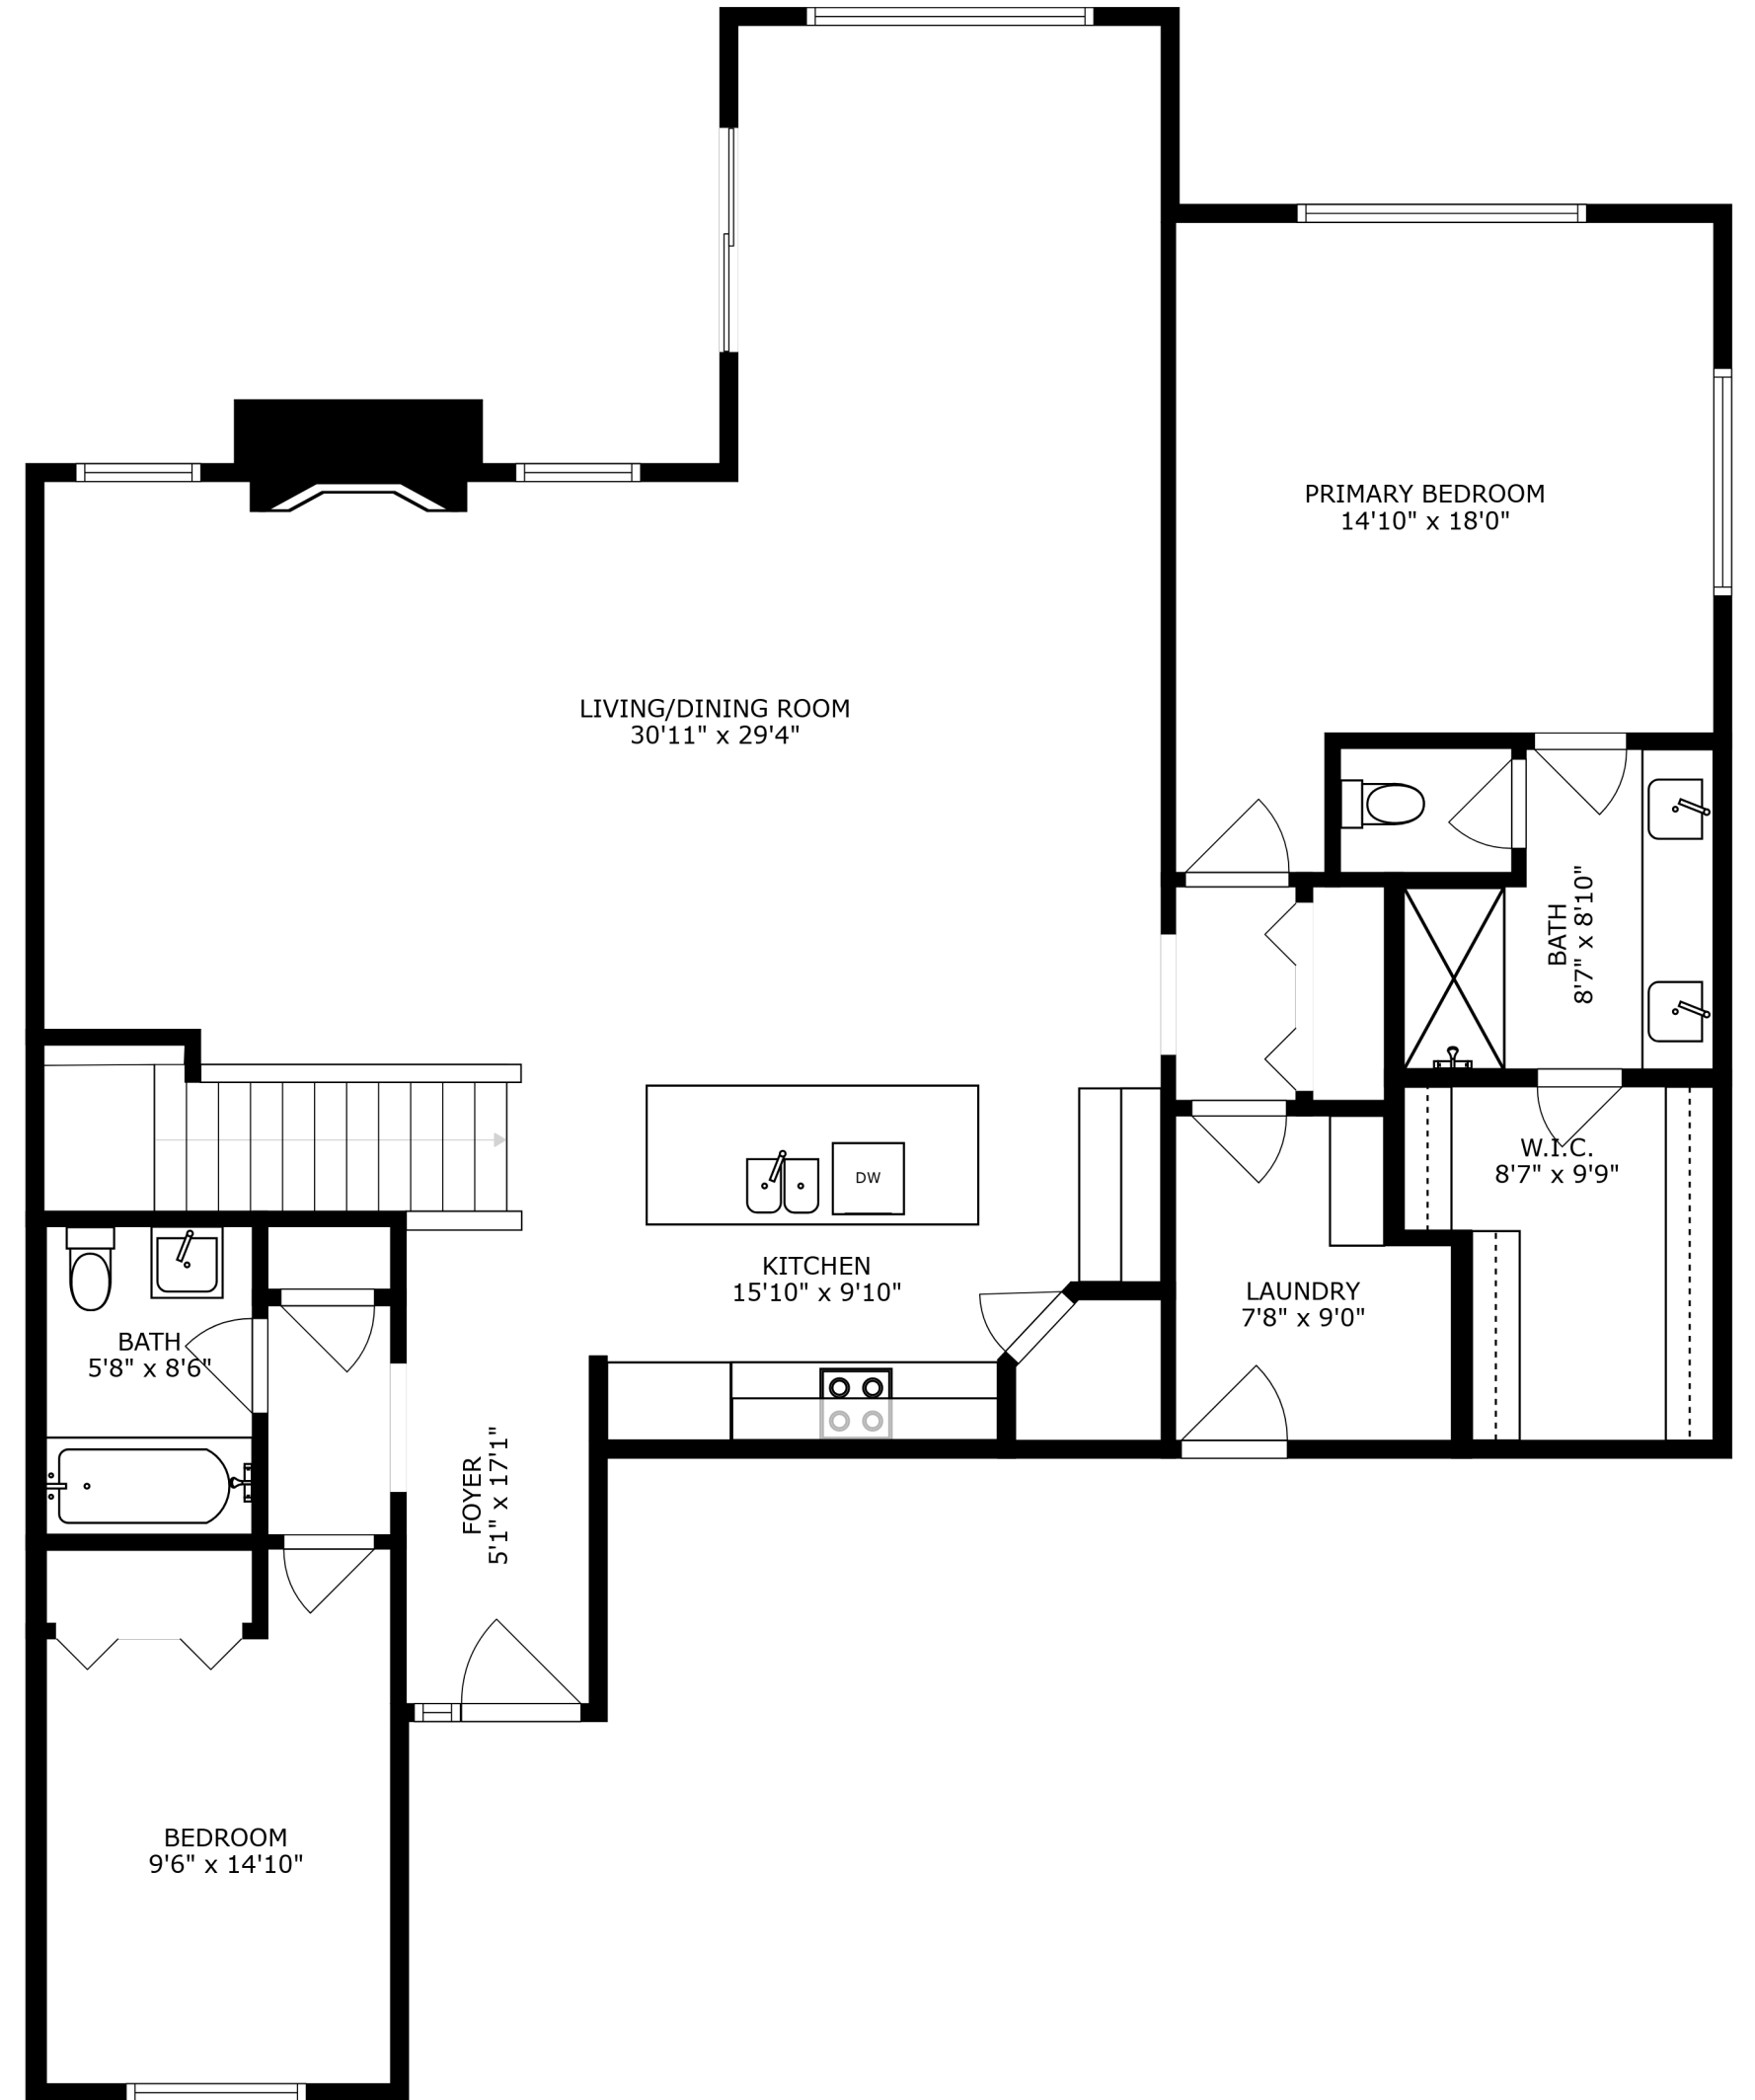 PRIMARY BEDROOM
14'10" x 18'0"
LIVING/DINING ROOM
30'11" x 29'4"
BATH
8'7" x 8'10"
W.I.C.
8'7" x 9'9"
DW
KITCHEN
15'10" x 9'10"
LAUNDRY
7'8" x 9'0"
BATH
5'8" x 8'6"
FOYER
5'1" x 17'1"
BEDROOM
9'6" x 14'10"